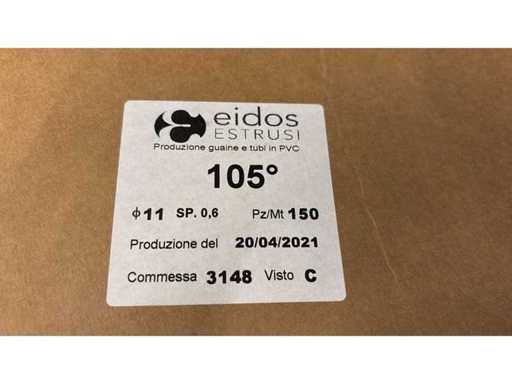 eidos
ESTRUSI
Produzione guaine e tubi in PVC
105°
ϕ 11 SP. 0,6 Pz/Mt 150
Produzione del 20/04/2021
Commessa 3148 Visto C